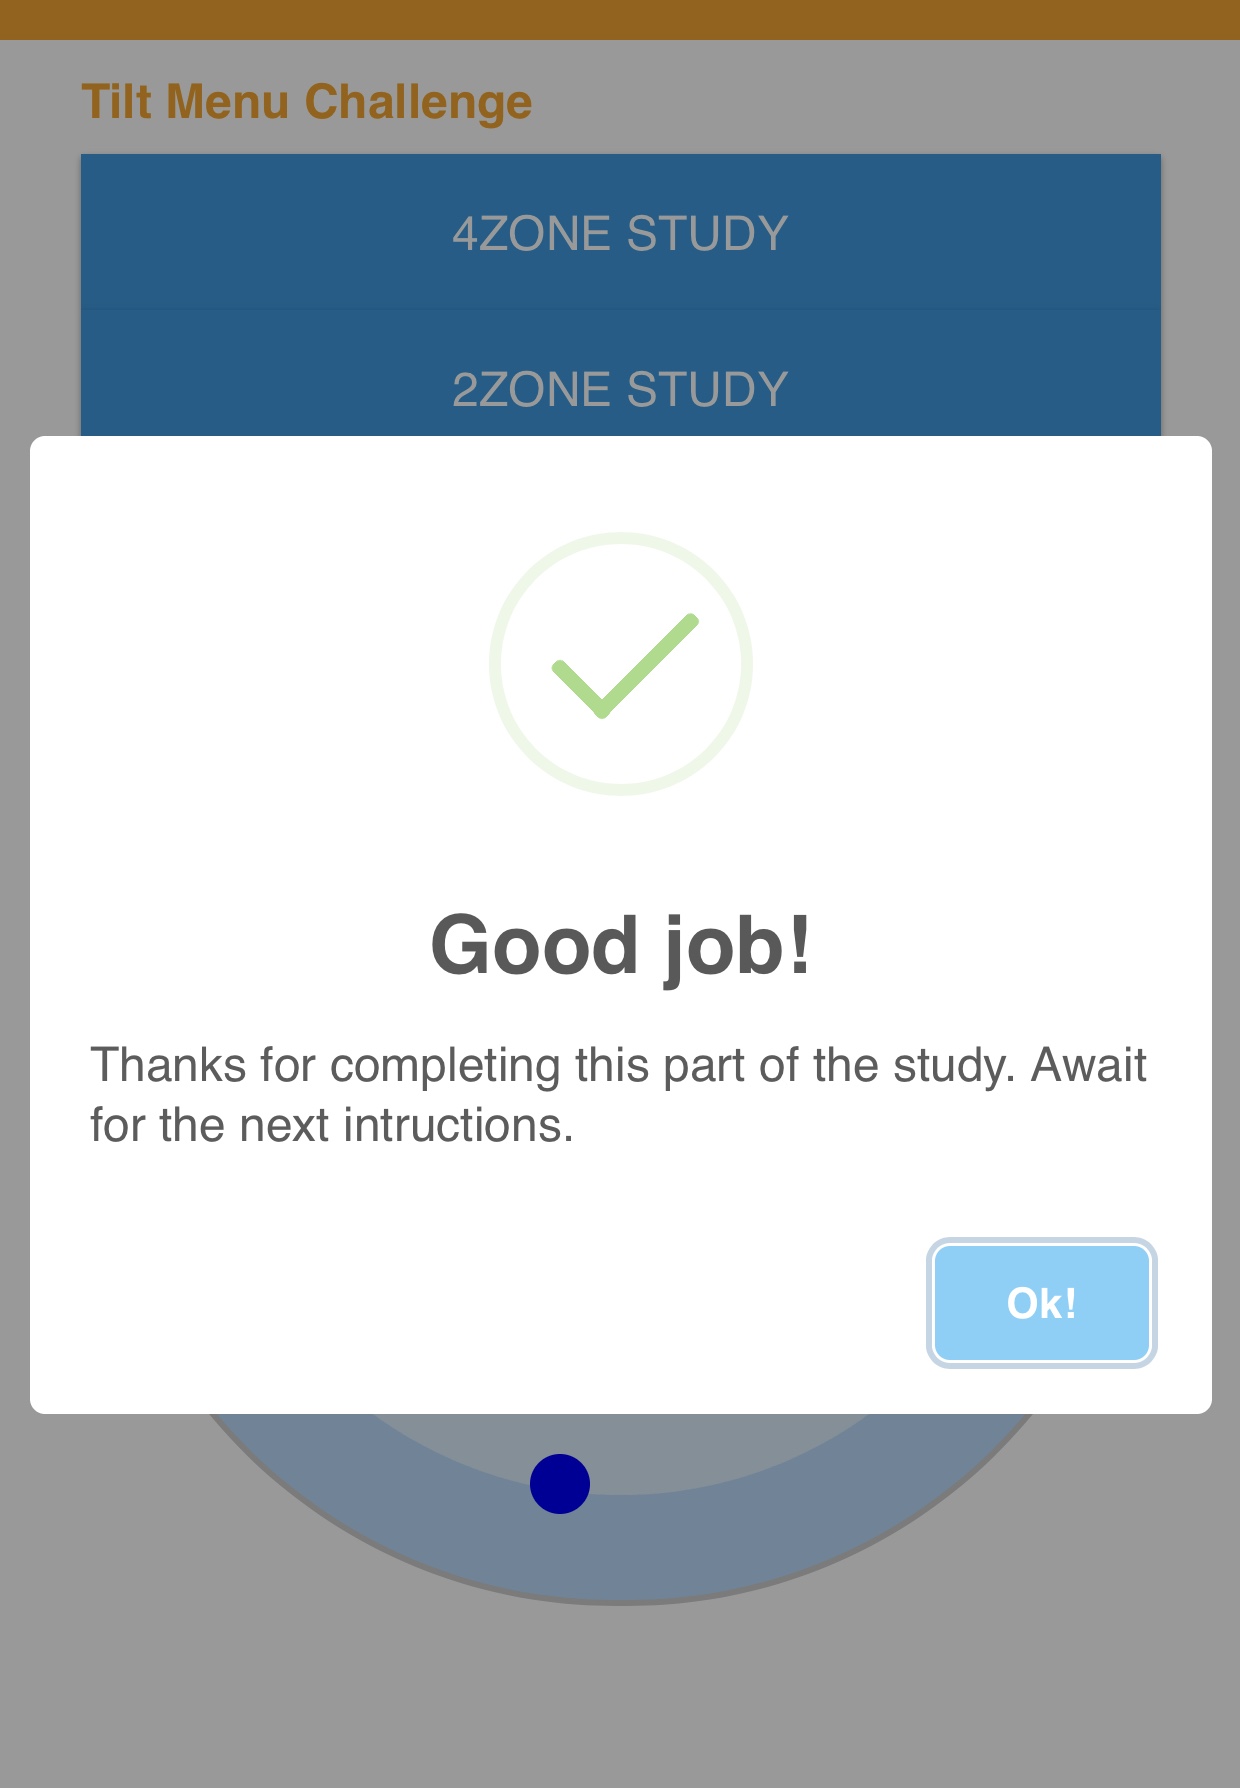 Tilt Menu Challenge
4ZONE STUDY
2ZONE STUDY
Good job!
Thanks for completing this part of the study. Await
for the next intructions.
Ok!